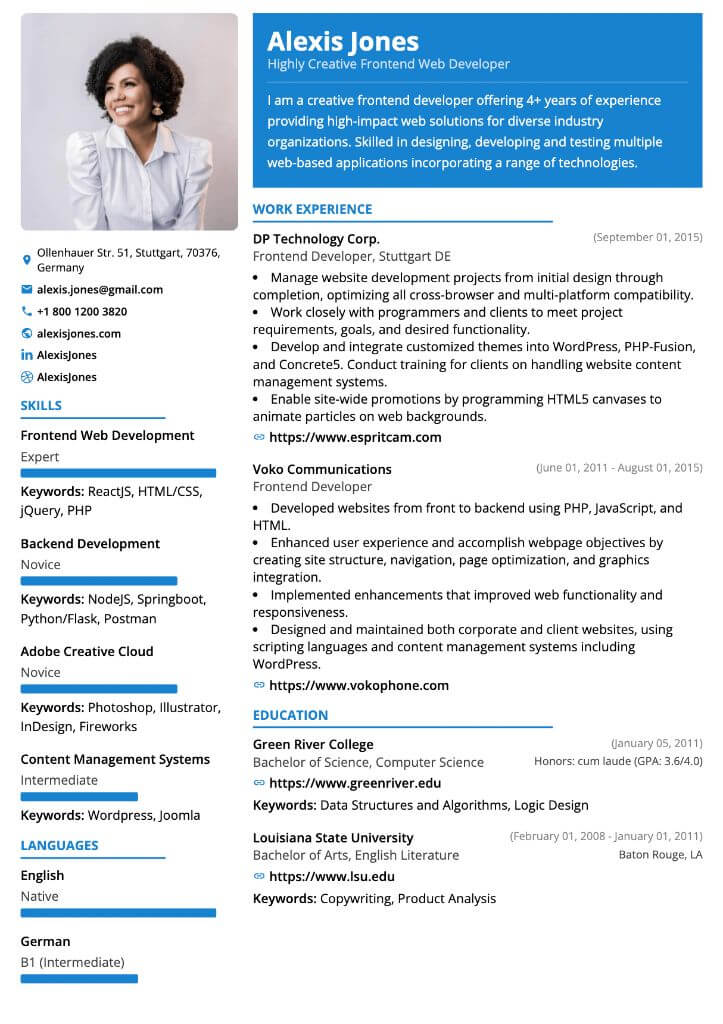 Alexis Jones
Highly Creative Frontend Web Developer
I am a creative frontend developer offering 4+ years of experience
providing high-impact web solutions for diverse industry
organizations. Skilled in designing, developing and testing multiple
web-based applications incorporating a range of technologies.
Ollenhauer Str. 51, Stuttgart, 70376,
Germany
alexis.jones@gmail.com
+1 800 1200 3820
alexisjones.com
in AlexisJones
AlexisJones
SKILLS
Frontend Web Development
Expert
Keywords: ReactJS, HTML/CSS,
jQuery, PHP
Backend Development
Novice
Keywords: NodeJS, Springboot,
Python/Flask, Postman
Adobe Creative Cloud
Novice
Keywords: Photoshop, Illustrator,
InDesign, Fireworks
Content Management Systems
Intermediate
Keywords: Wordpress, Joomla
LANGUAGES
English
Native
German
B1 (Intermediate)
WORK EXPERIENCE
DP Technology Corp. (September 01, 2015)
Frontend Developer, Stuttgart DE
• Manage website development projects from initial design through
completion, optimizing all cross-browser and multi-platform compatibility.
• Work closely with programmers and clients to meet project
requirements, goals, and desired functionality.
• Develop and integrate customized themes into WordPress, PHP-Fusion,
and Concrete5. Conduct training for clients on handling website content
management systems.
• Enable site-wide promotions by programming HTML5 canvases to
animate particles on web backgrounds.
https://www.espritcam.com
Voko Communications (June 01, 2011 - August 01, 2015)
Frontend Developer
• Developed websites from front to backend using PHP, JavaScript, and
HTML.
• Enhanced user experience and accomplish webpage objectives by
creating site structure, navigation, page optimization, and graphics
integration.
• Implemented enhancements that improved web functionality and
responsiveness.
• Designed and maintained both corporate and client websites, using
scripting languages and content management systems including
WordPress.
https://www.vokophone.com
EDUCATION
Green River College (January 05, 2011)
Bachelor of Science, Computer Science Honors: cum laude (GPA: 3.6/4.0)
https://www.greenriver.edu
Keywords: Data Structures and Algorithms, Logic Design
Louisiana State University (February 01, 2008 - January 01, 2011)
Bachelor of Arts, English Literature Baton Rouge, LA
https://www.lsu.edu
Keywords: Copywriting, Product Analysis